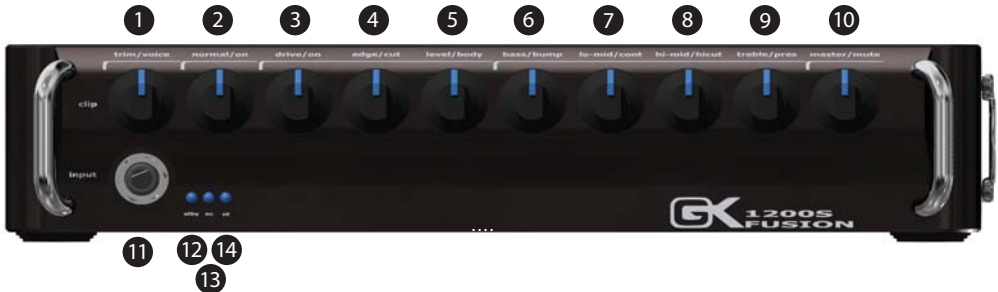 1 2 3 4 5 6 7 8 9 10
trim/voice normal/on drive/on edge/cut level/body bass/bump lo-mid/cont hi-mid/hicut treble/pres master/mute
clip
input
stby oc ol
GK 1200S FUSION
11 12 13 14